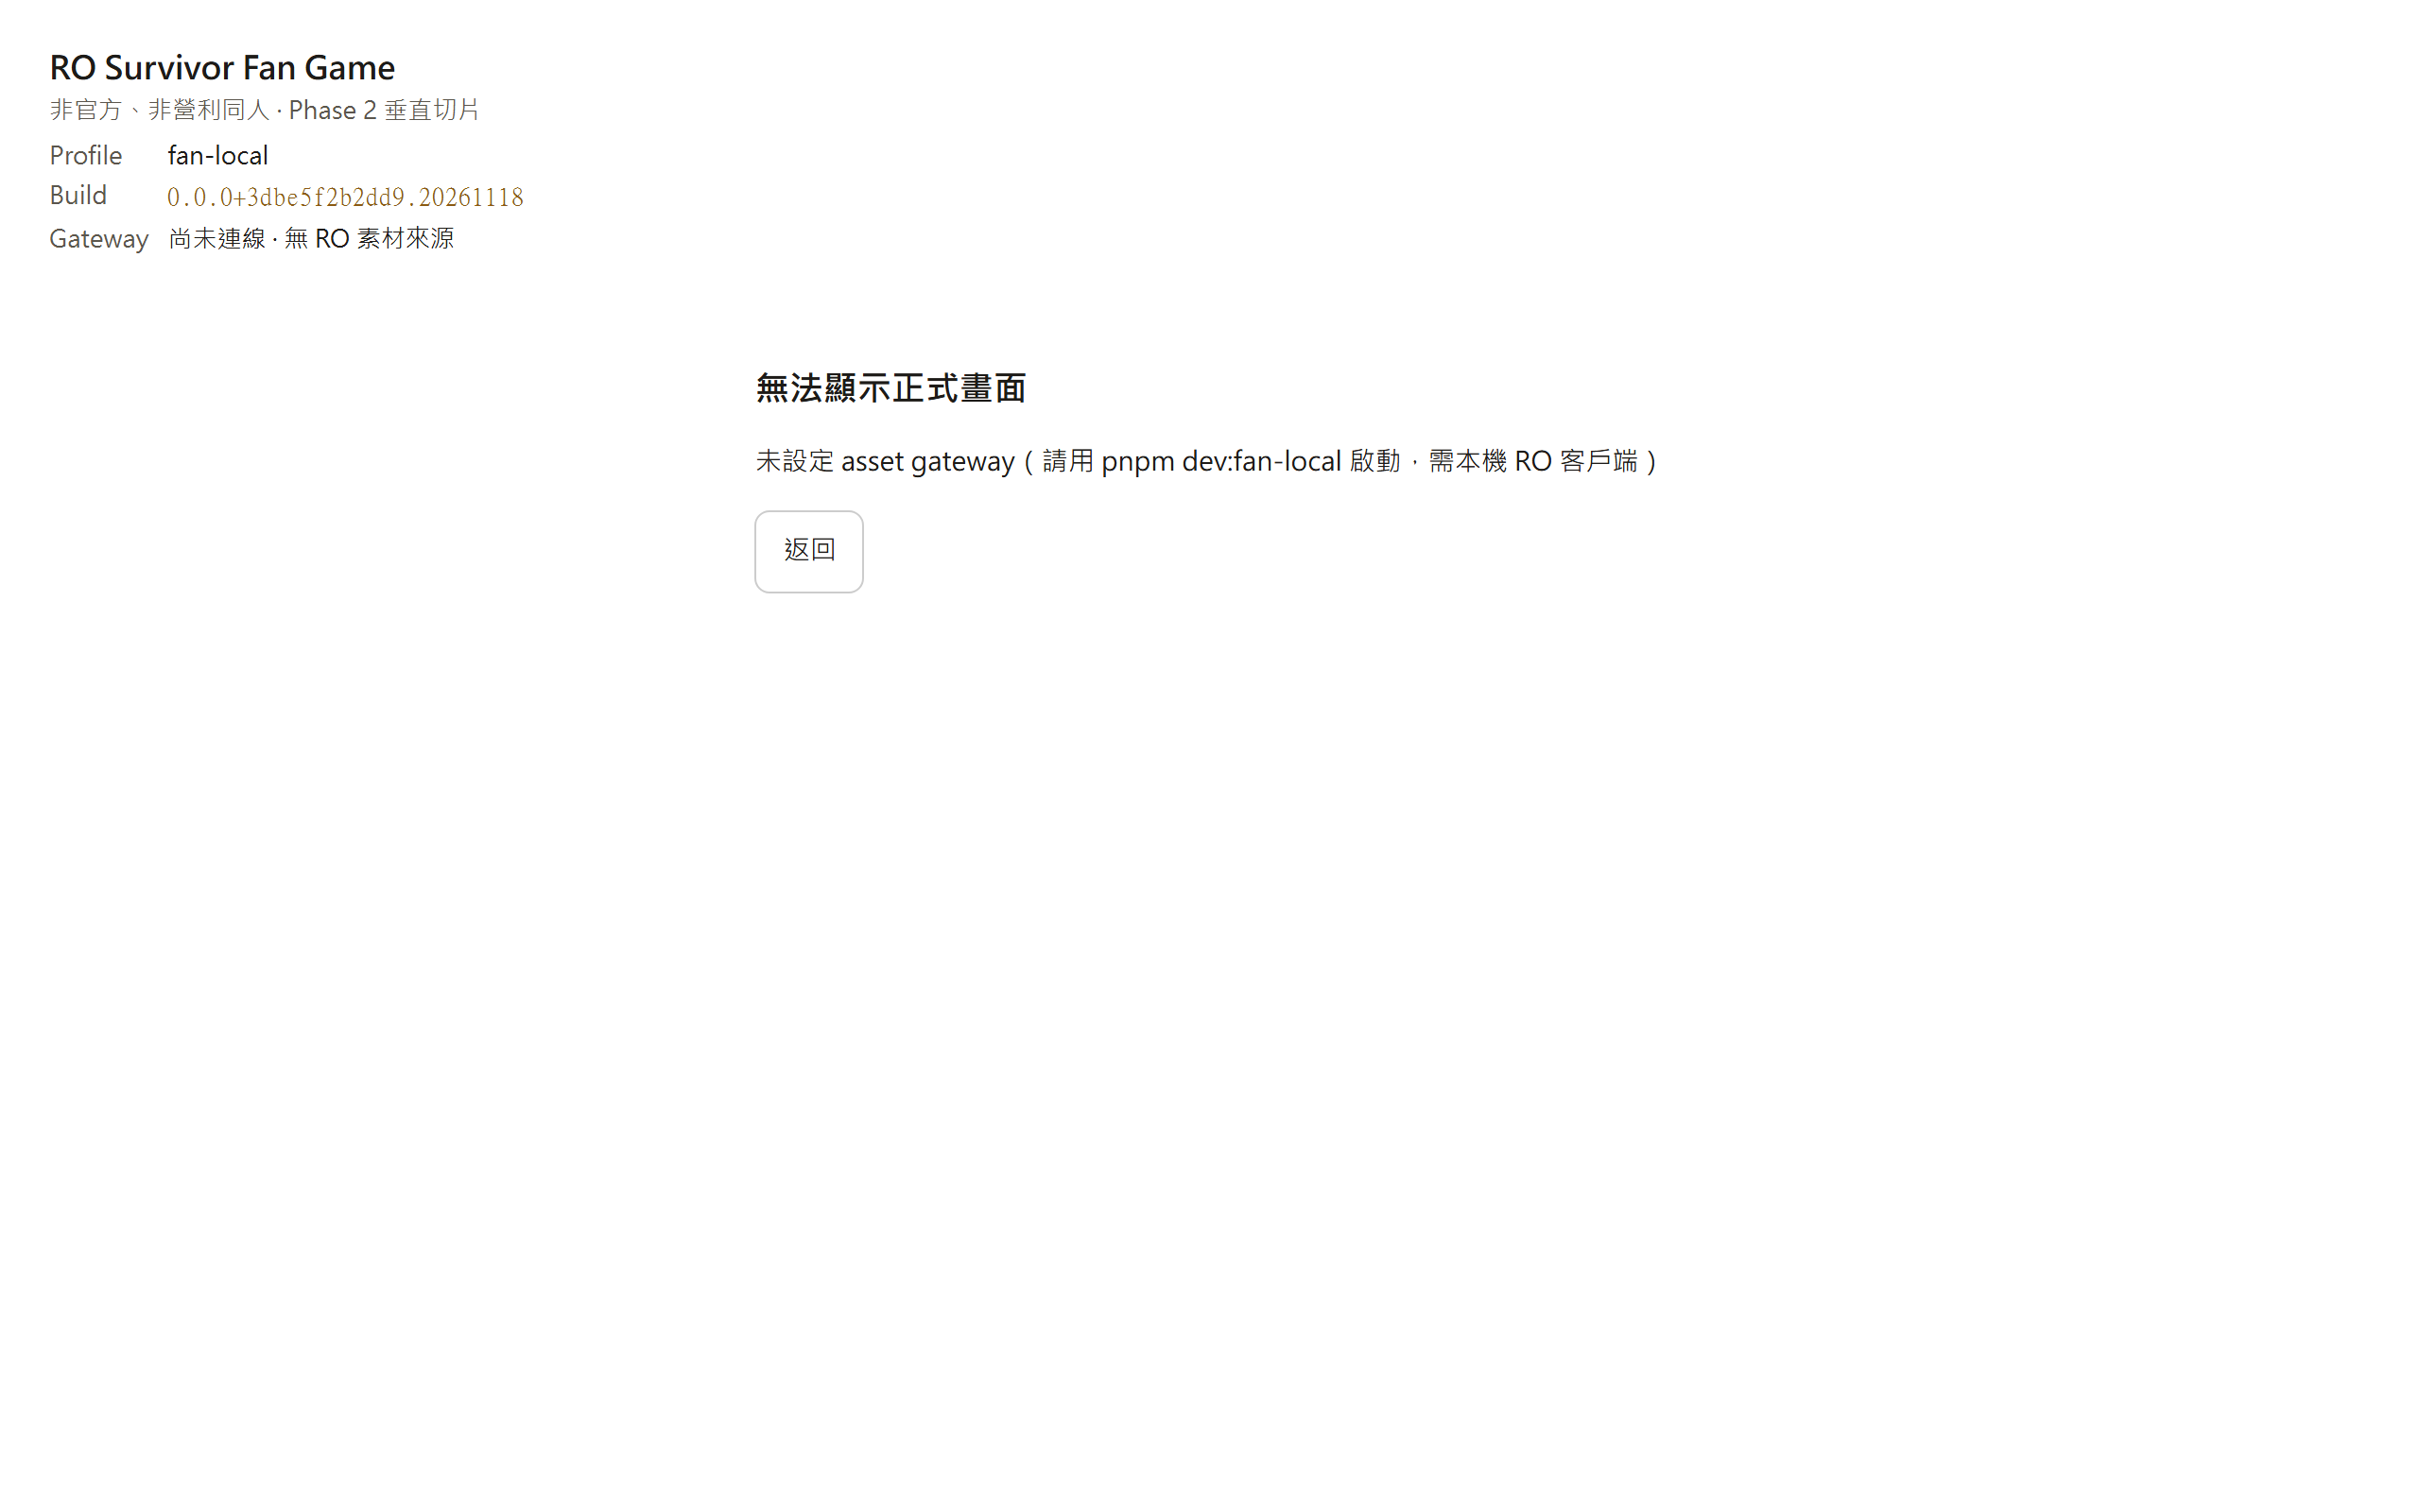 RO Survivor Fan Game
非官方、非營利同人 · Phase 2 垂直切片
Profile fan-local
Build 0.0.0+3dbe5f2b2dd9.20261118
Gateway 尚未連線 · 無 RO 素材來源
無法顯示正式畫面
未設定 asset gateway（請用 pnpm dev:fan-local 啟動，需本機 RO 客戶端）
返回